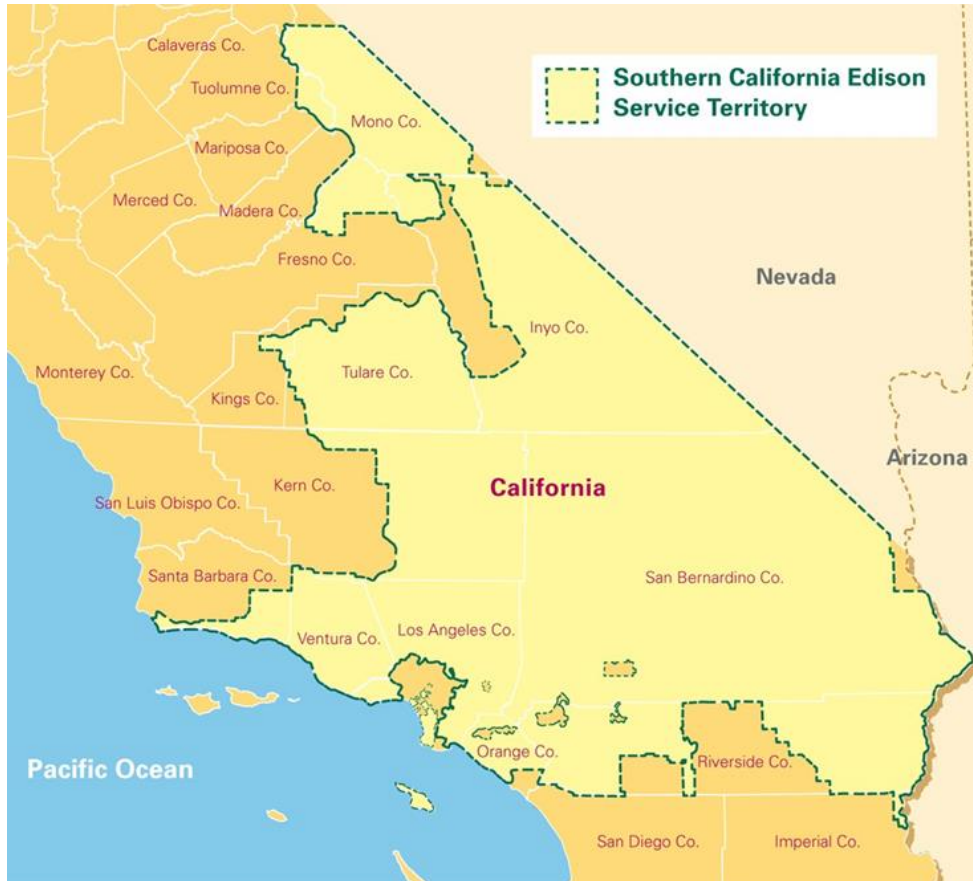 Calaveras Co.
Southern California Edison
Service Territory
Tuolumne Co.
Mono Co.
Mariposa Co.
Merced Co.
Madera Co.
Fresno Co.
Nevada
Inyo Co.
Monterey Co.
Tulare Co.
Kings Co.
Arizona
Kern Co.
California
San Luis Obispo Co.
Santa Barbara Co.
San Bernardino Co.
Ventura Co.
Los Angeles Co.
Orange Co.
Riverside Co.
Pacific Ocean
San Diego Co.
Imperial Co.